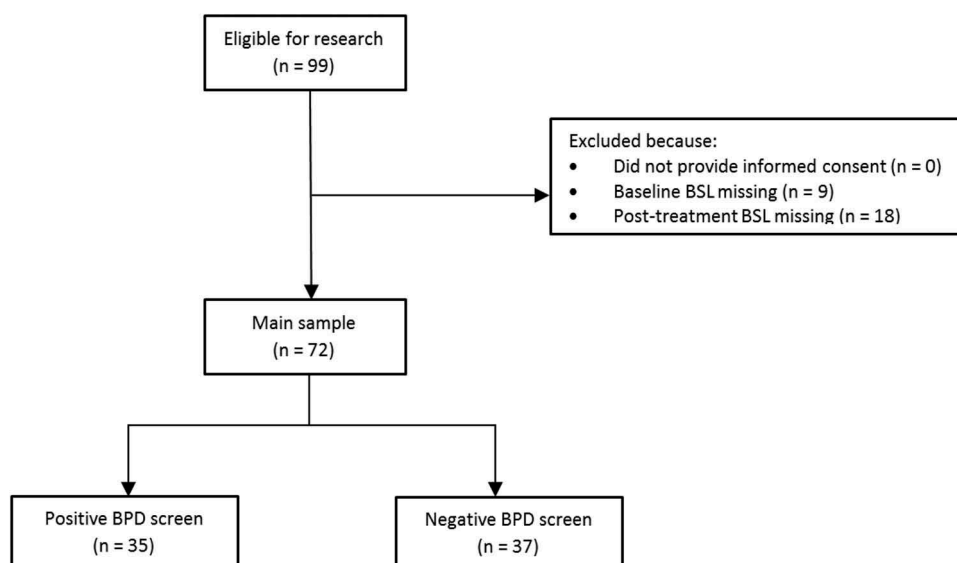 Eligible for research
(n = 99)
Excluded because:
• Did not provide informed consent (n = 0)
• Baseline BSL missing (n = 9)
• Post-treatment BSL missing (n = 18)
Main sample
(n = 72)
Positive BPD screen
(n = 35)
Negative BPD screen
(n = 37)